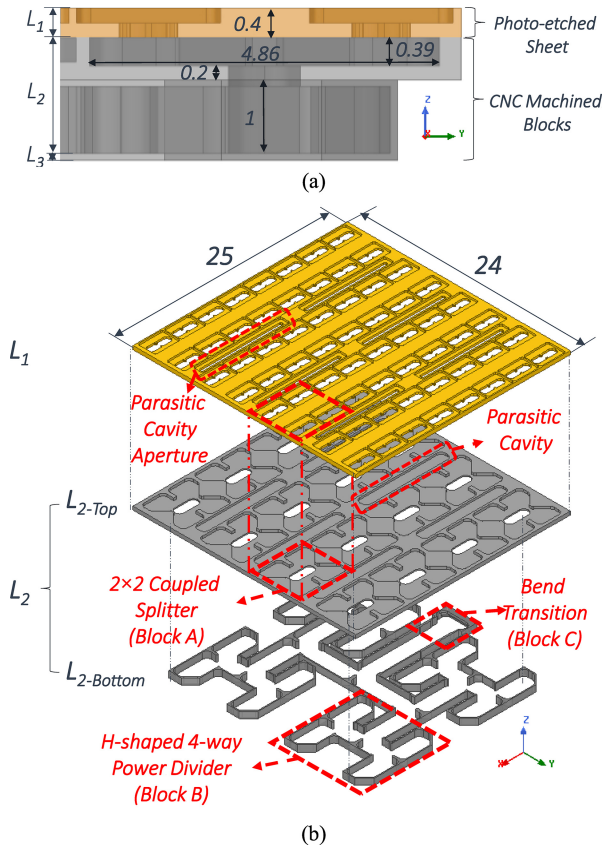 L1
0.4
Photo-etched
Sheet
4.86
0.39
0.2
L2
1
CNC Machined
Blocks
Z
X
Y
L3
(a)
25
24
L1
Parasitic
Cavity
Aperture
Parasitic
Cavity
L2-Top
L2
2×2 Coupled
Splitter
(Block A)
Bend
Transition
(Block C)
L2-Bottom
H-shaped 4-way
Power Divider
(Block B)
Z
X
Y
(b)